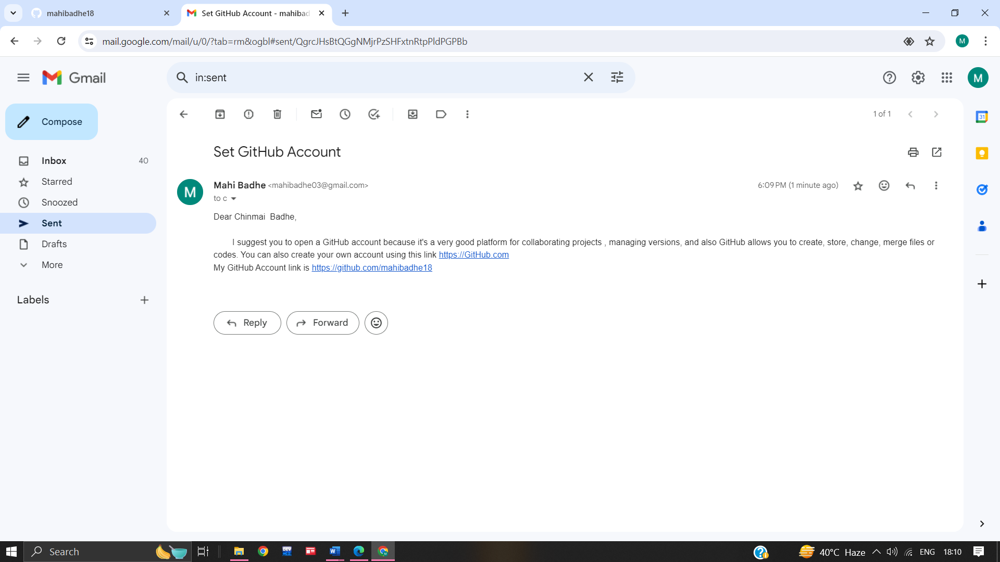 mahibadhe18
Set GitHub Account - mahibad
mail.google.com/mail/u/0/?tab=rm&ogbl#sent/QgrcJHsBtQGgNMjrPzSHFxtnRtpPldPGPBb
M
Gmail
in:sent
M
Compose
1 of 1
31
Set GitHub Account
Inbox 40
Starred
Snoozed
Sent
Drafts
More
Labels
M
Mahi Badhe <mahibadhe03@gmail.com>
6:09 PM (1 minute ago)
to c
Dear Chinmai  Badhe,
I suggest you to open a GitHub account because it's a very good platform for collaborating projects , managing versions, and also GitHub allows you to create, store, change, merge files or
codes. You can also create your own account using this link https://GitHub.com
My GitHub Account link is https://github.com/mahibadhe18
Reply
Forward
Search
DEV
W
40°C Haze
ENG
18:10